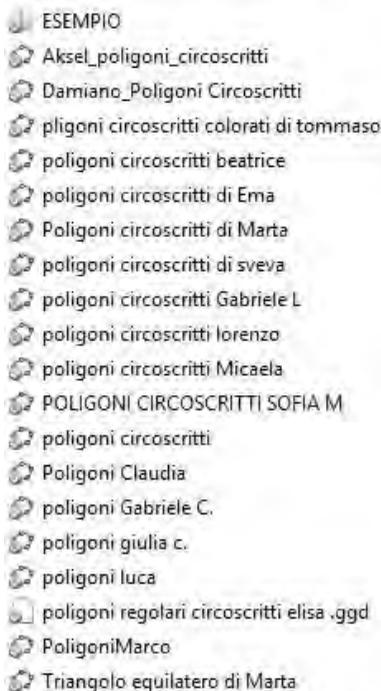 ESEMPIO
Aksel_poligoni_circoscritti
Damiano_Poligoni Circoscritti
pligoni circoscritti colorati di tommaso
poligoni circoscritti beatrice
poligoni circoscritti di Ema
Poligoni circoscritti di Marta
poligoni circoscritti di sveva
poligoni circoscritti Gabriele L
poligoni circoscritti lorenzo
poligoni circoscritti Micaela
POLIGONI CIRCOSCRITTI SOFIA M
poligoni circoscritti
Poligoni Claudia
poligoni Gabriele C.
poligoni giulia c.
poligoni luca
poligoni regolari circoscritti elisa .ggd
PoligoniMarco
Triangolo equilatero di Marta